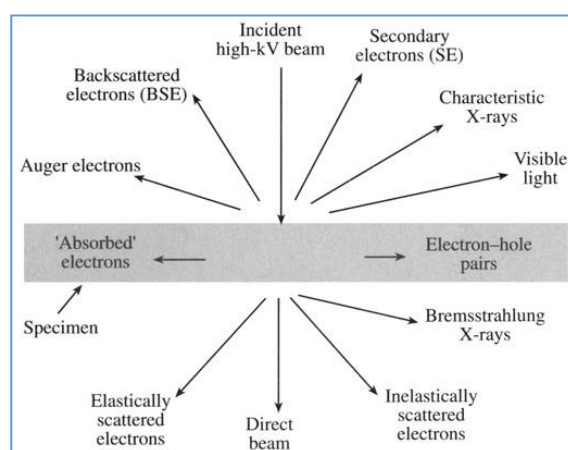 Incident
high-kV beam
Secondary
electrons (SE)
Backscattered
electrons (BSE)
Characteristic
X-rays
Auger electrons
Visible
light
'Absorbed'
electrons
Electron–hole
pairs
Specimen
Bremsstrahlung
X-rays
Elastically
scattered
electrons
Direct
beam
Inelastically
scattered
electrons